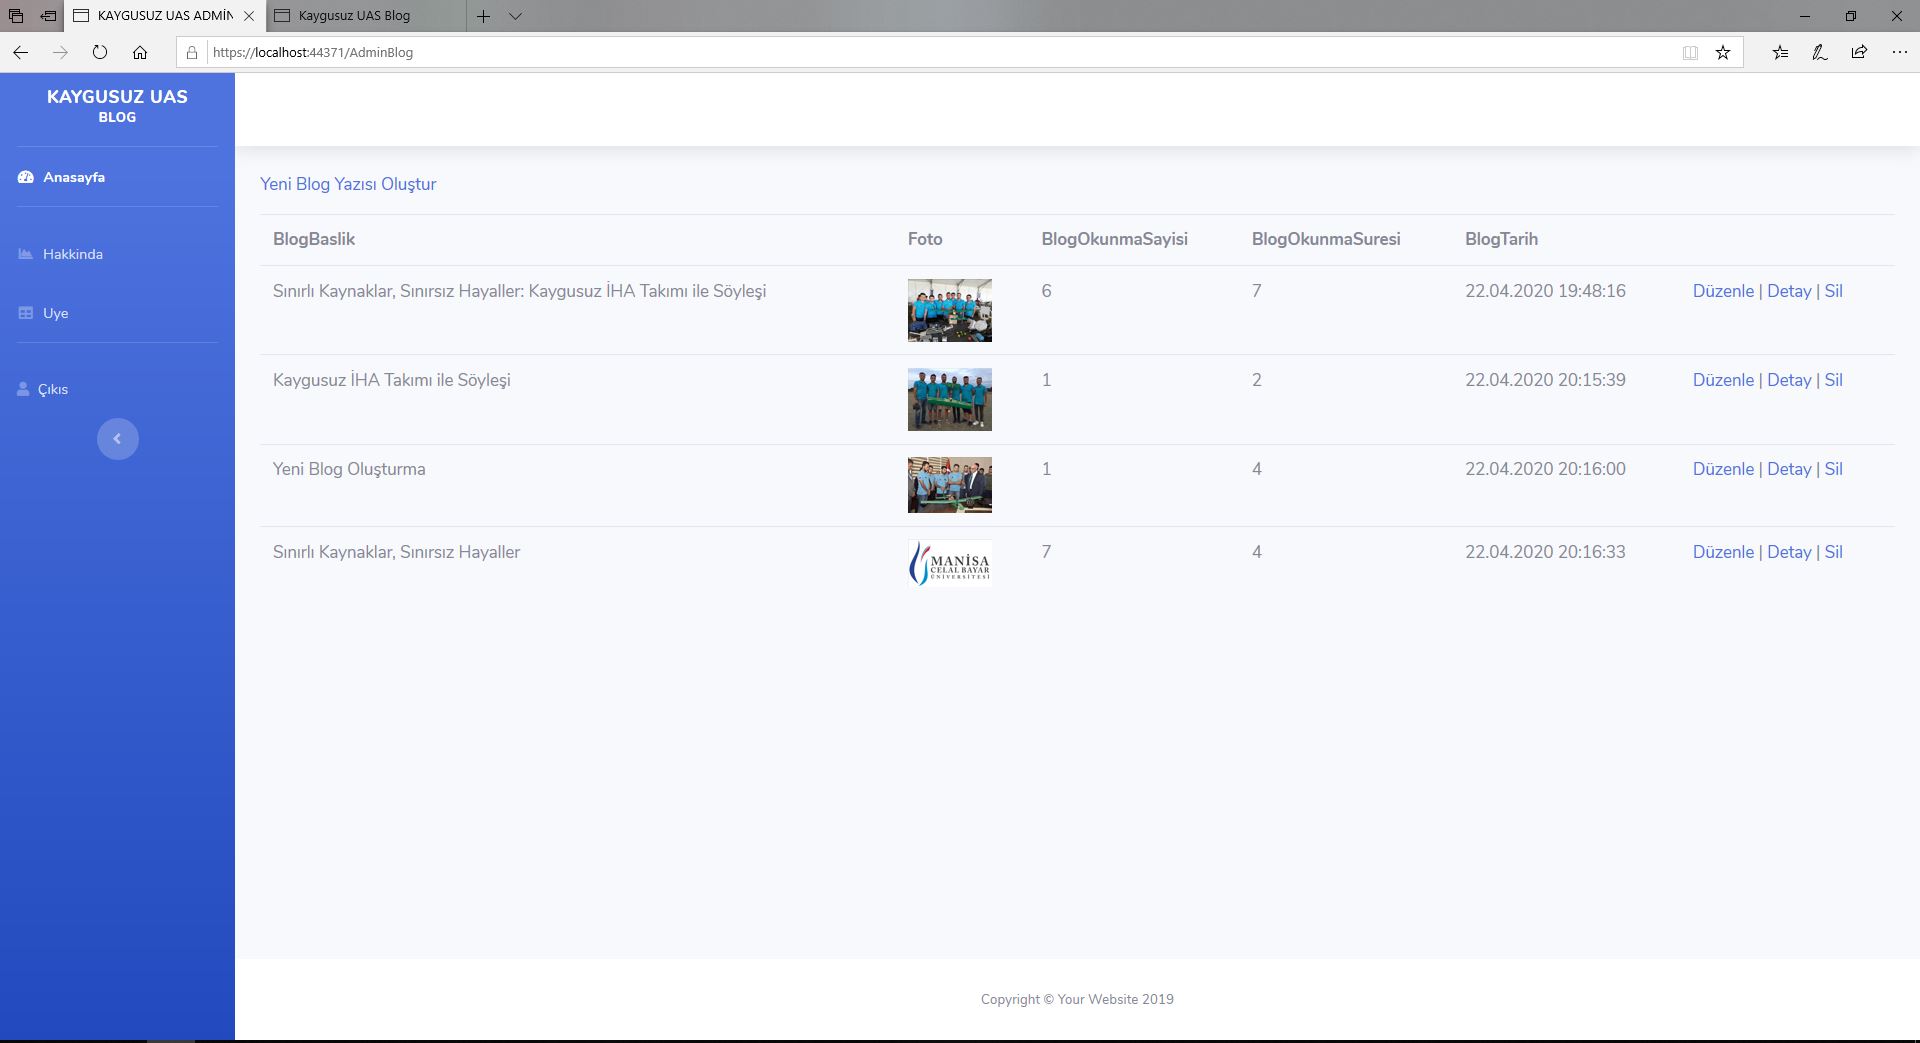 KAYGUSUZ UAS ADMİN
Kaygusuz UAS Blog
https://localhost:44371/AdminBlog
KAYGUSUZ UAS
BLOG
Anasayfa
Hakkinda
Uye
Çıkıs
Yeni Blog Yazısı Oluştur
BlogBaslik Foto BlogOkunmaSayisi BlogOkunmaSuresi BlogTarih
Sınırlı Kaynaklar, Sınırsız Hayaller: Kaygusuz İHA Takımı ile Söyleşi 6 7 22.04.2020 19:48:16 Düzenle | Detay | Sil
Kaygusuz İHA Takımı ile Söyleşi 1 2 22.04.2020 20:15:39 Düzenle | Detay | Sil
Yeni Blog Oluşturma 1 4 22.04.2020 20:16:00 Düzenle | Detay | Sil
Sınırlı Kaynaklar, Sınırsız Hayaller 7 4 22.04.2020 20:16:33 Düzenle | Detay | Sil
MANİSA
CELAL BAYAR
ÜNİVERSİTESİ
Copyright © Your Website 2019